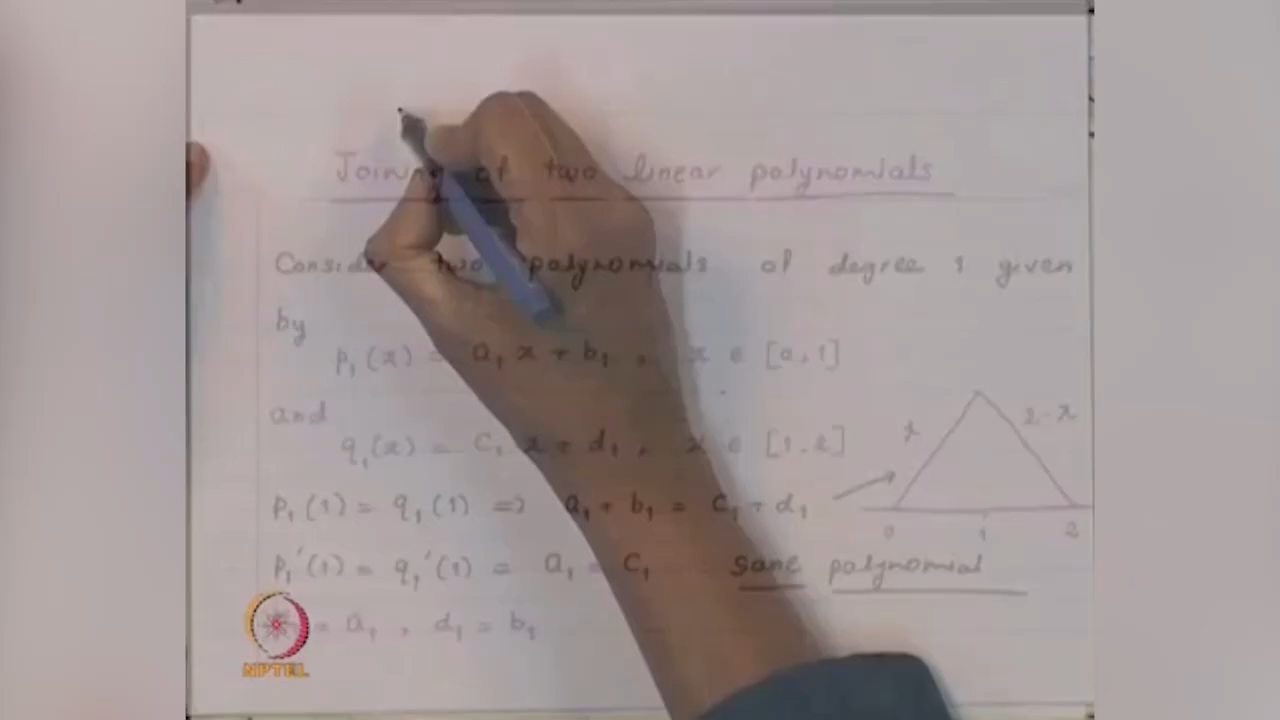 Joining of two linear polynomials
Consider two polynomials of degree 1 given
by
p₁(x) = a₁ x + b₁ , x ∈ [0,1]
and
q₁(x) = c₁ x + d₁ , x ∈ [1,2]
x
2-x
p₁(1) = q₁(1) ⇒ a₁ + b₁ = c₁ + d₁
0 1 2
p₁'(1) = q₁'(1) = a₁ = c₁ same polynomial
= a₁ , d₁ = b₁
NPTEL